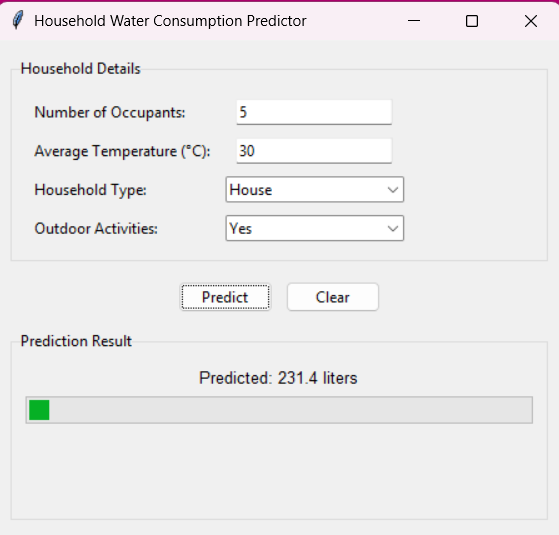 Household Water Consumption Predictor
Household Details
Number of Occupants: 5
Average Temperature (°C): 30
Household Type: House
Outdoor Activities: Yes
Predict Clear
Prediction Result
Predicted: 231.4 liters